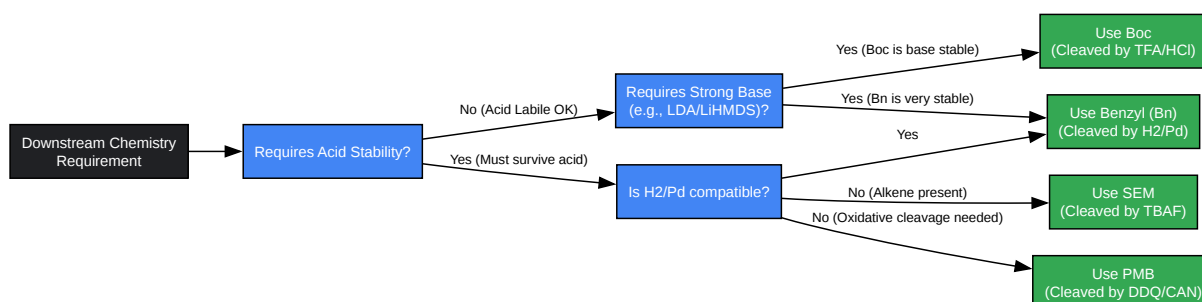 Downstream Chemistry
Requirement
Requires Acid Stability?
No (Acid Labile OK)
Yes (Must survive acid)
Requires Strong Base
(e.g., LDA/LiHMDS)?
Is H2/Pd compatible?
Yes (Boc is base stable)
Yes (Bn is very stable)
Yes
No (Alkene present)
No (Oxidative cleavage needed)
Use Boc
(Cleaved by TFA/HCl)
Use Benzyl (Bn)
(Cleaved by H2/Pd)
Use SEM
(Cleaved by TBAF)
Use PMB
(Cleaved by DDQ/CAN)